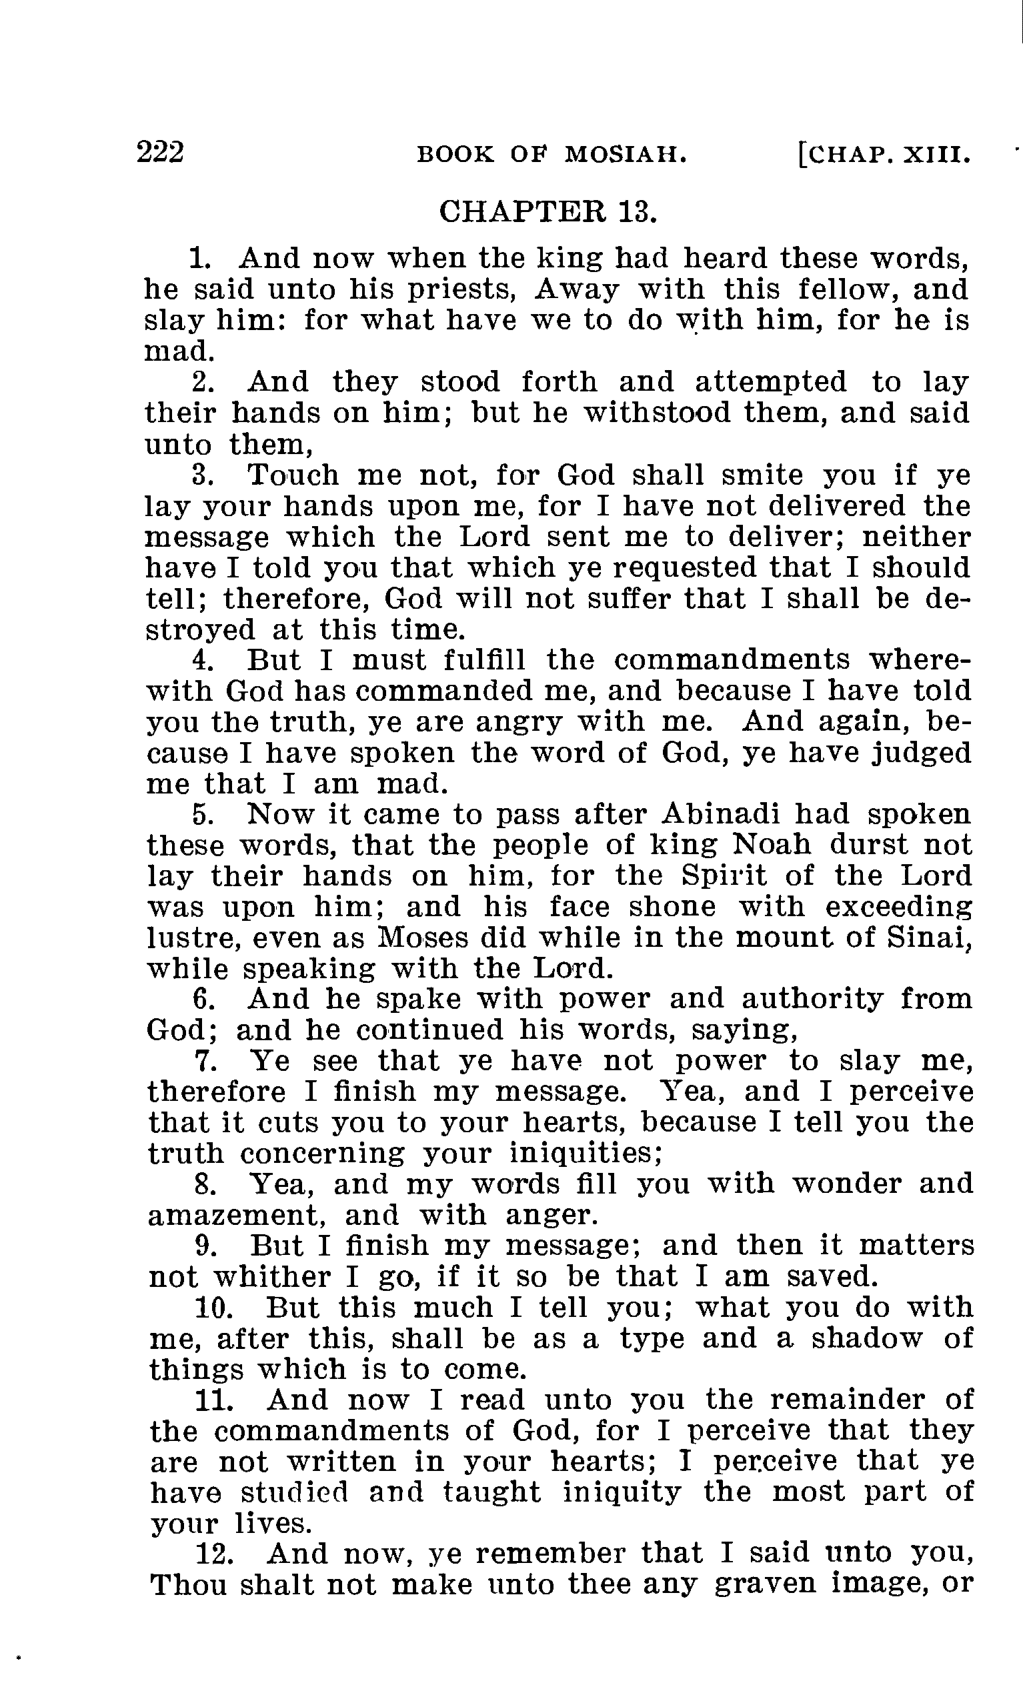 222 BOOK OF MOSIAH. [CHAP. XIII.
CHAPTER 13.
1. And now when the king had heard these words,
he said unto his priests, Away with this fellow, and
slay him: for what have we to do with him, for he is
mad.
2. And they stood forth and attempted to lay
their hands on him; but he withstood them, and said
unto them,
3. Touch me not, for God shall smite you if ye
lay your hands upon me, for I have not delivered the
message which the Lord sent me to deliver; neither
have I told you that which ye requested that I should
tell; therefore, God will not suffer that I shall be de-
stroyed at this time.
4. But I must fulfill the commandments where-
with God has commanded me, and because I have told
you the truth, ye are angry with me. And again, be-
cause I have spoken the word of God, ye have judged
me that I am mad.
5. Now it came to pass after Abinadi had spoken
these words, that the people of king Noah durst not
lay their hands on him, for the Spirit of the Lord
was upon him; and his face shone with exceeding
lustre, even as Moses did while in the mount of Sinai,
while speaking with the Lord.
6. And he spake with power and authority from
God; and he continued his words, saying,
7. Ye see that ye have not power to slay me,
therefore I finish my message. Yea, and I perceive
that it cuts you to your hearts, because I tell you the
truth concerning your iniquities;
8. Yea, and my words fill you with wonder and
amazement, and with anger.
9. But I finish my message; and then it matters
not whither I go, if it so be that I am saved.
10. But this much I tell you; what you do with
me, after this, shall be as a type and a shadow of
things which is to come.
11. And now I read unto you the remainder of
the commandments of God, for I perceive that they
are not written in your hearts; I perceive that ye
have studied and taught iniquity the most part of
your lives.
12. And now, ye remember that I said unto you,
Thou shalt not make unto thee any graven image, or